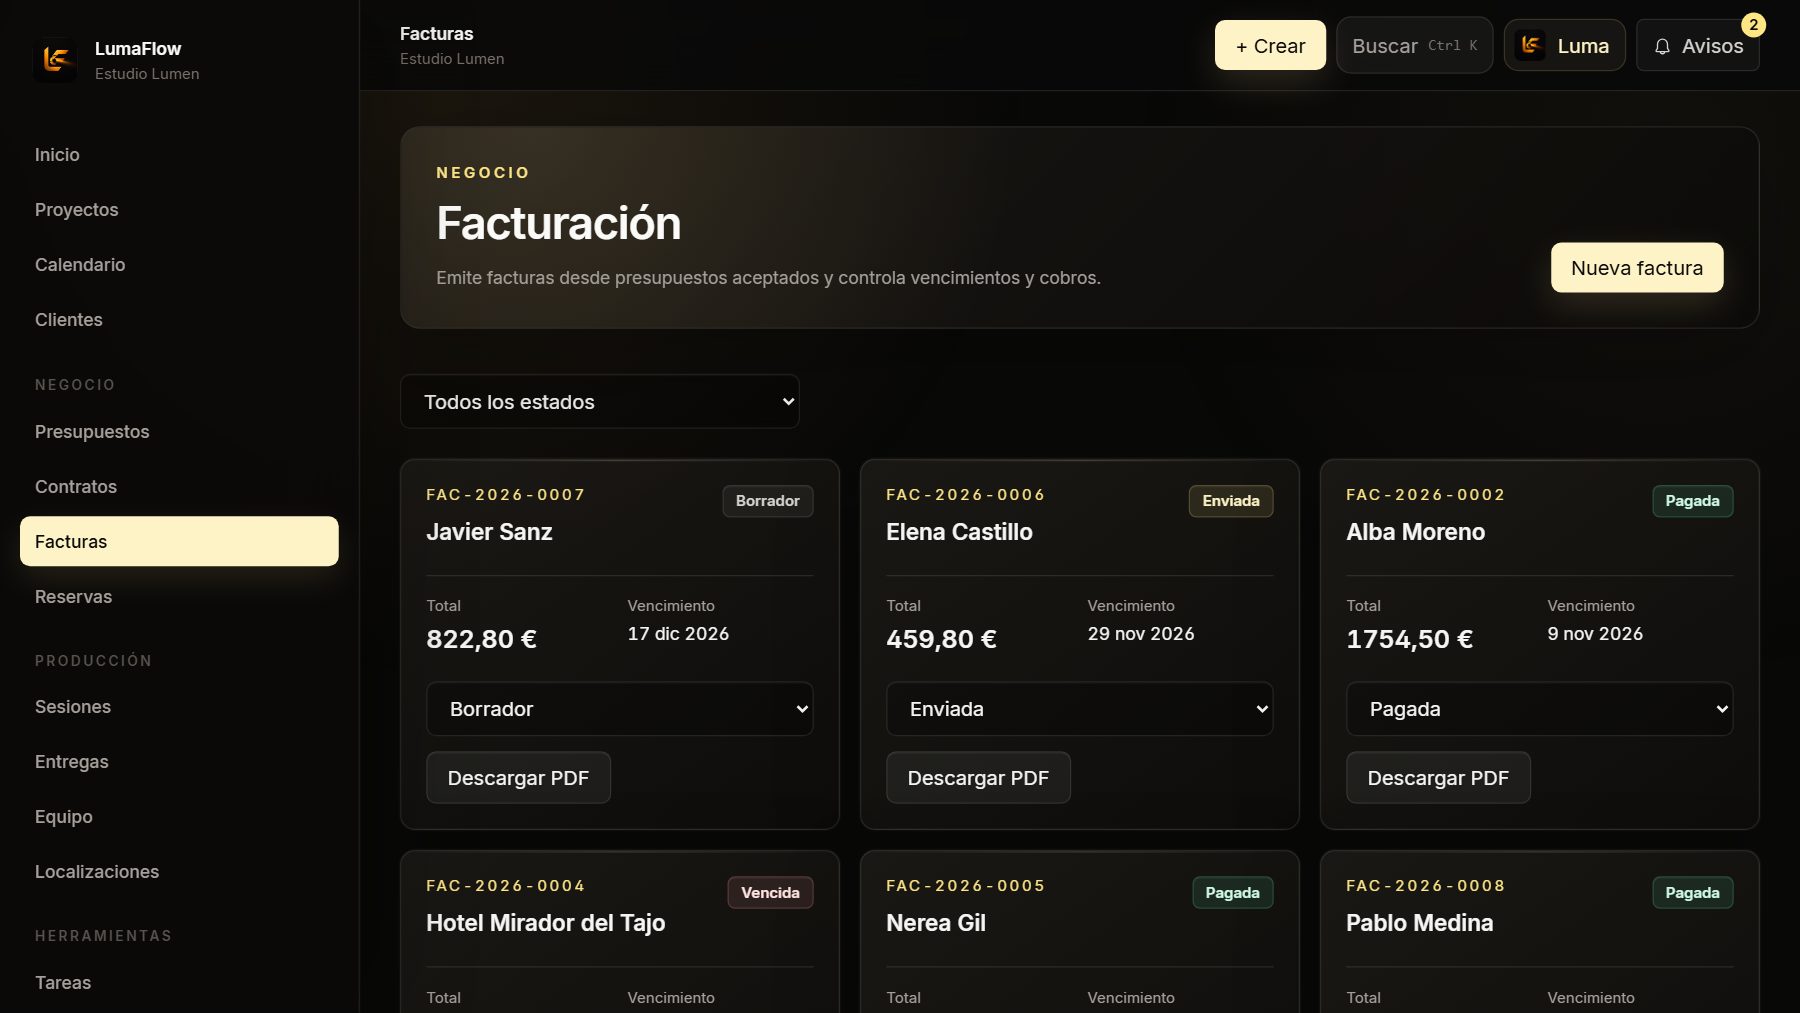 LumaFlow
Estudio Lumen
Inicio
Proyectos
Calendario
Clientes
NEGOCIO
Presupuestos
Contratos
Facturas
Reservas
PRODUCCIÓN
Sesiones
Entregas
Equipo
Localizaciones
HERRAMIENTAS
Tareas
Facturas
Estudio Lumen
+ Crear
Buscar Ctrl K
Luma
Avisos
2
NEGOCIO
Facturación
Emite facturas desde presupuestos aceptados y controla vencimientos y cobros.
Nueva factura
Todos los estados
FAC-2026-0007
Borrador
Javier Sanz
Total
Vencimiento
822,80 €
17 dic 2026
Borrador
Descargar PDF
FAC-2026-0006
Enviada
Elena Castillo
Total
Vencimiento
459,80 €
29 nov 2026
Enviada
Descargar PDF
FAC-2026-0002
Pagada
Alba Moreno
Total
Vencimiento
1754,50 €
9 nov 2026
Pagada
Descargar PDF
FAC-2026-0004
Vencida
Hotel Mirador del Tajo
Total
Vencimiento
FAC-2026-0005
Pagada
Nerea Gil
Total
Vencimiento
FAC-2026-0008
Pagada
Pablo Medina
Total
Vencimiento